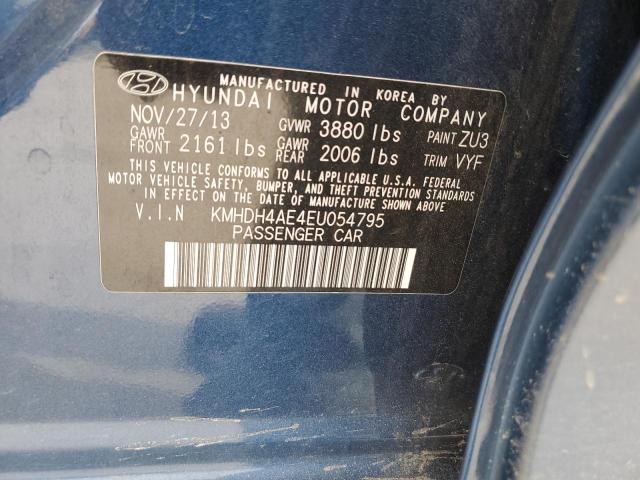 MANUFACTURED IN KOREA BY
HYUNDAI MOTOR COMPANY
NOV/27/13 GVWR 3880 lbs PAINT ZU3
GAWR FRONT 2161 lbs GAWR REAR 2006 lbs TRIM VYF
THIS VEHICLE CONFORMS TO ALL APPLICABLE U.S.A. FEDERAL
MOTOR VEHICLE SAFETY, BUMPER, AND THEFT PREVENTION STANDARDS
IN EFFECT ON THE DATE OF MANUFACTURE SHOWN ABOVE.
V.I.N KMHDH4AE4EU054795
PASSENGER CAR